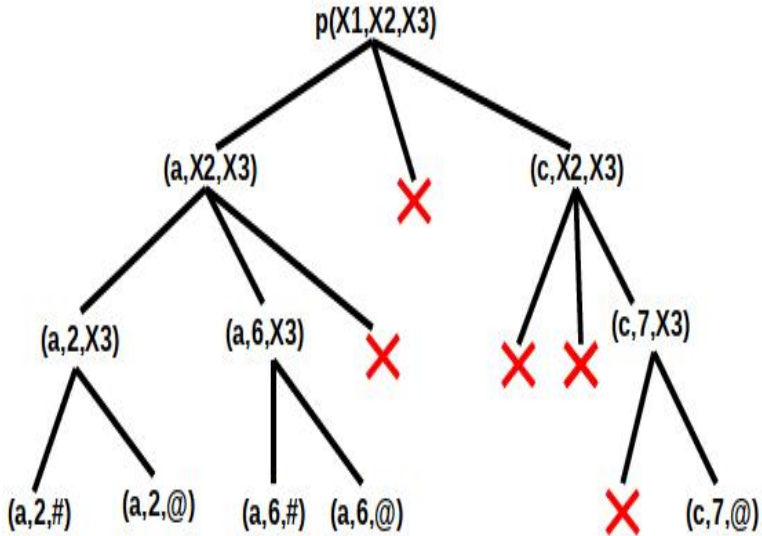 p(X1,X2,X3)
(a,X2,X3)
(c,X2,X3)
(a,2,X3)
(a,6,X3)
(c,7,X3)
(a,2,#)
(a,2,@)
(a,6,#)
(a,6,@)
(c,7,@)